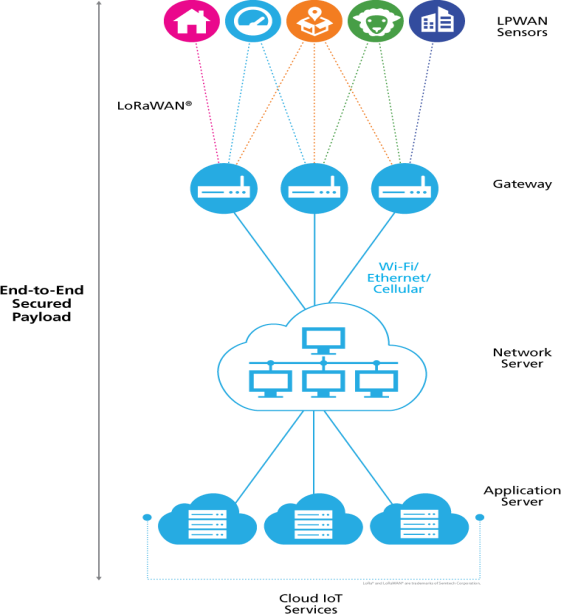 LPWAN
Sensors
LoRaWAN®
Gateway
Wi-Fi/
Ethernet/
Cellular
End-to-End
Secured
Payload
Network
Server
Application
Server
LoRa® and LoRaWAN® are trademarks of Semtech Corporation.
Cloud IoT
Services